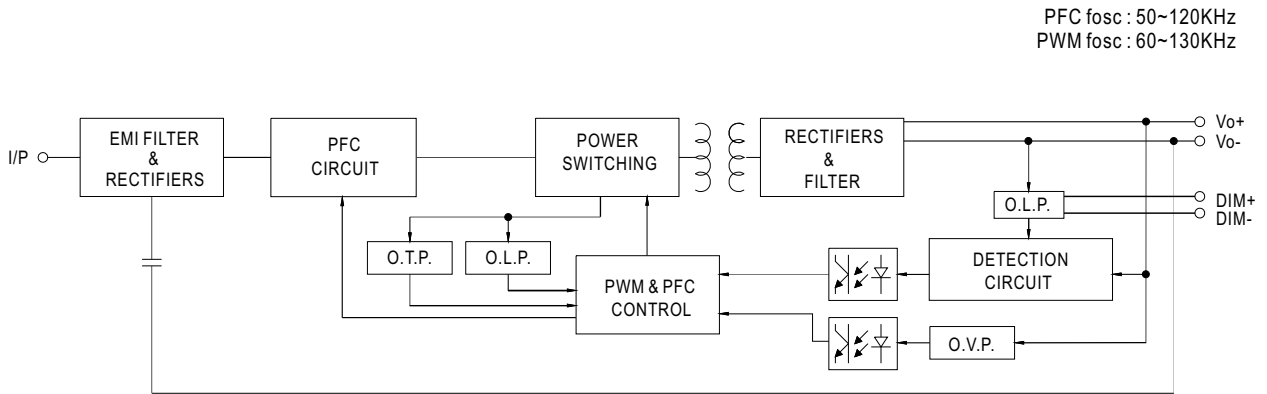 PFC fosc : 50~120KHz
PWM fosc : 60~130KHz
I/P
EMI FILTER
&
RECTIFIERS
PFC
CIRCUIT
POWER
SWITCHING
RECTIFIERS
&
FILTER
Vo+
Vo-
O.L.P.
DIM+
DIM-
O.T.P.
O.L.P.
PWM & PFC
CONTROL
DETECTION
CIRCUIT
O.V.P.